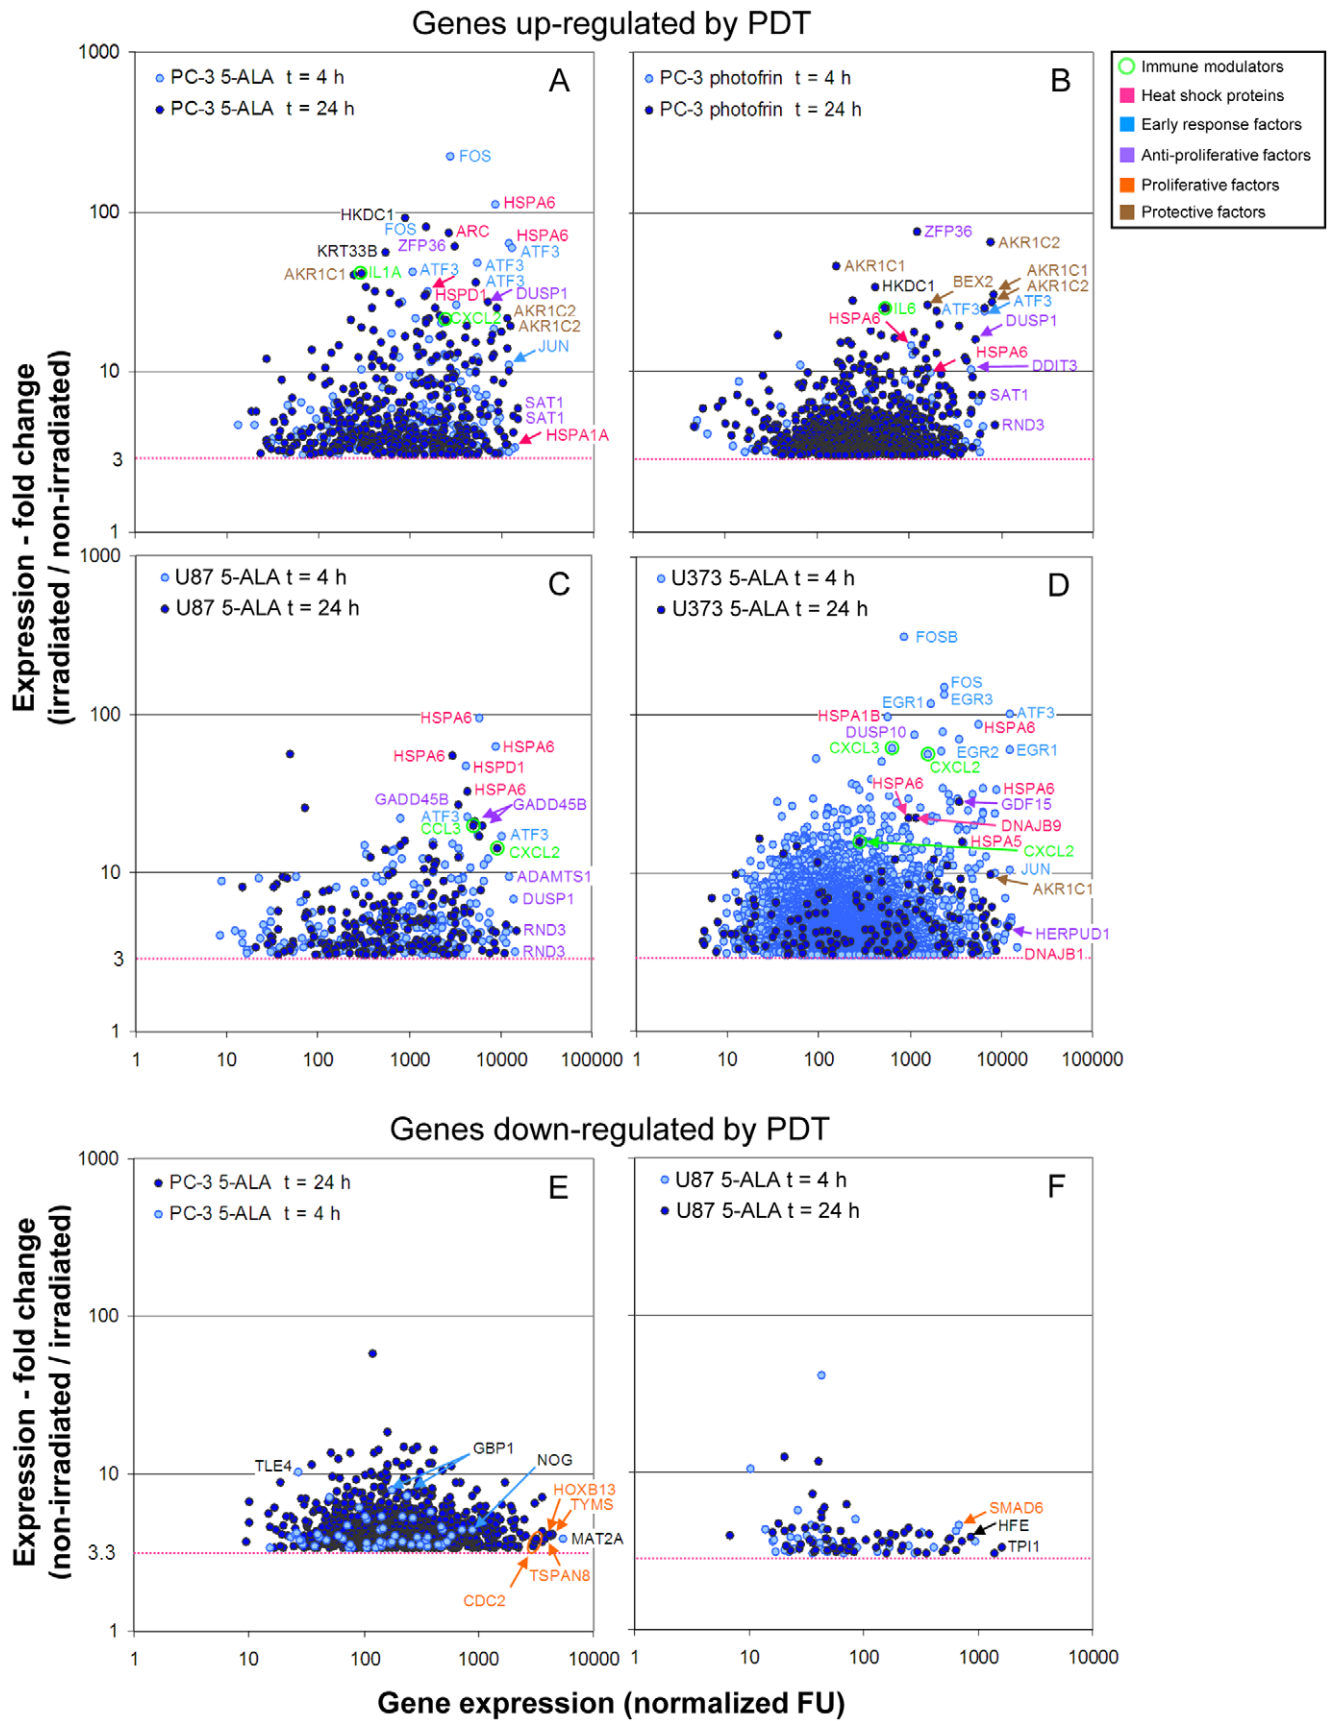 Genes up-regulated by PDT
Expression - fold change
(irradiated / non-irradiated)
1000
100
10
3
1
PC-3 5-ALA t = 4 h
PC-3 5-ALA t = 24 h
A
FOS
HSPA6
HKDC1
FOS
ARC
ZFP36
HSPA6
ATF3
KRT33B
AKR1C1
IL1A
ATF3
ATF3
ATF3
HSPD1
DUSP1
CXCL2
AKR1C2
AKR1C2
JUN
SAT1
SAT1
HSPA1A
PC-3 photofrin t = 4 h
PC-3 photofrin t = 24 h
B
ZFP36
AKR1C2
AKR1C1
HKDC1
BEX2
AKR1C1
AKR1C2
IL6
ATF3
ATF3
HSPA6
DUSP1
HSPA6
DDIT3
SAT1
RND3
Immune modulators
Heat shock proteins
Early response factors
Anti-proliferative factors
Proliferative factors
Protective factors
1000
100
10
3
1
U87 5-ALA t = 4 h
U87 5-ALA t = 24 h
C
HSPA6
HSPA6
HSPA6
HSPD1
HSPA6
GADD45B
GADD45B
ATF3
CCL3
ATF3
CXCL2
ADAMTS1
DUSP1
RND3
RND3
1 10 100 1000 10000 100000
U373 5-ALA t = 4 h
U373 5-ALA t = 24 h
D
FOSB
FOS
EGR3
EGR1
HSPA1B
ATF3
DUSP10
HSPA6
CXCL3
EGR2
EGR1
CXCL2
HSPA6
HSPA6
GDF15
DNAJB9
HSPA5
CXCL2
JUN
AKR1C1
HERPUD1
DNAJB1
1 10 100 1000 10000 100000
Genes down-regulated by PDT
Expression - fold change
(non-irradiated / irradiated)
1000
100
10
3.3
1
PC-3 5-ALA t = 24 h
PC-3 5-ALA t = 4 h
E
GBP1
TLE4
NOG
HOXB13
TYMS
MAT2A
TSPAN8
CDC2
1 10 100 1000 10000
U87 5-ALA t = 4 h
U87 5-ALA t = 24 h
F
SMAD6
HFE
TPI1
1 10 100 1000 10000
Gene expression (normalized FU)